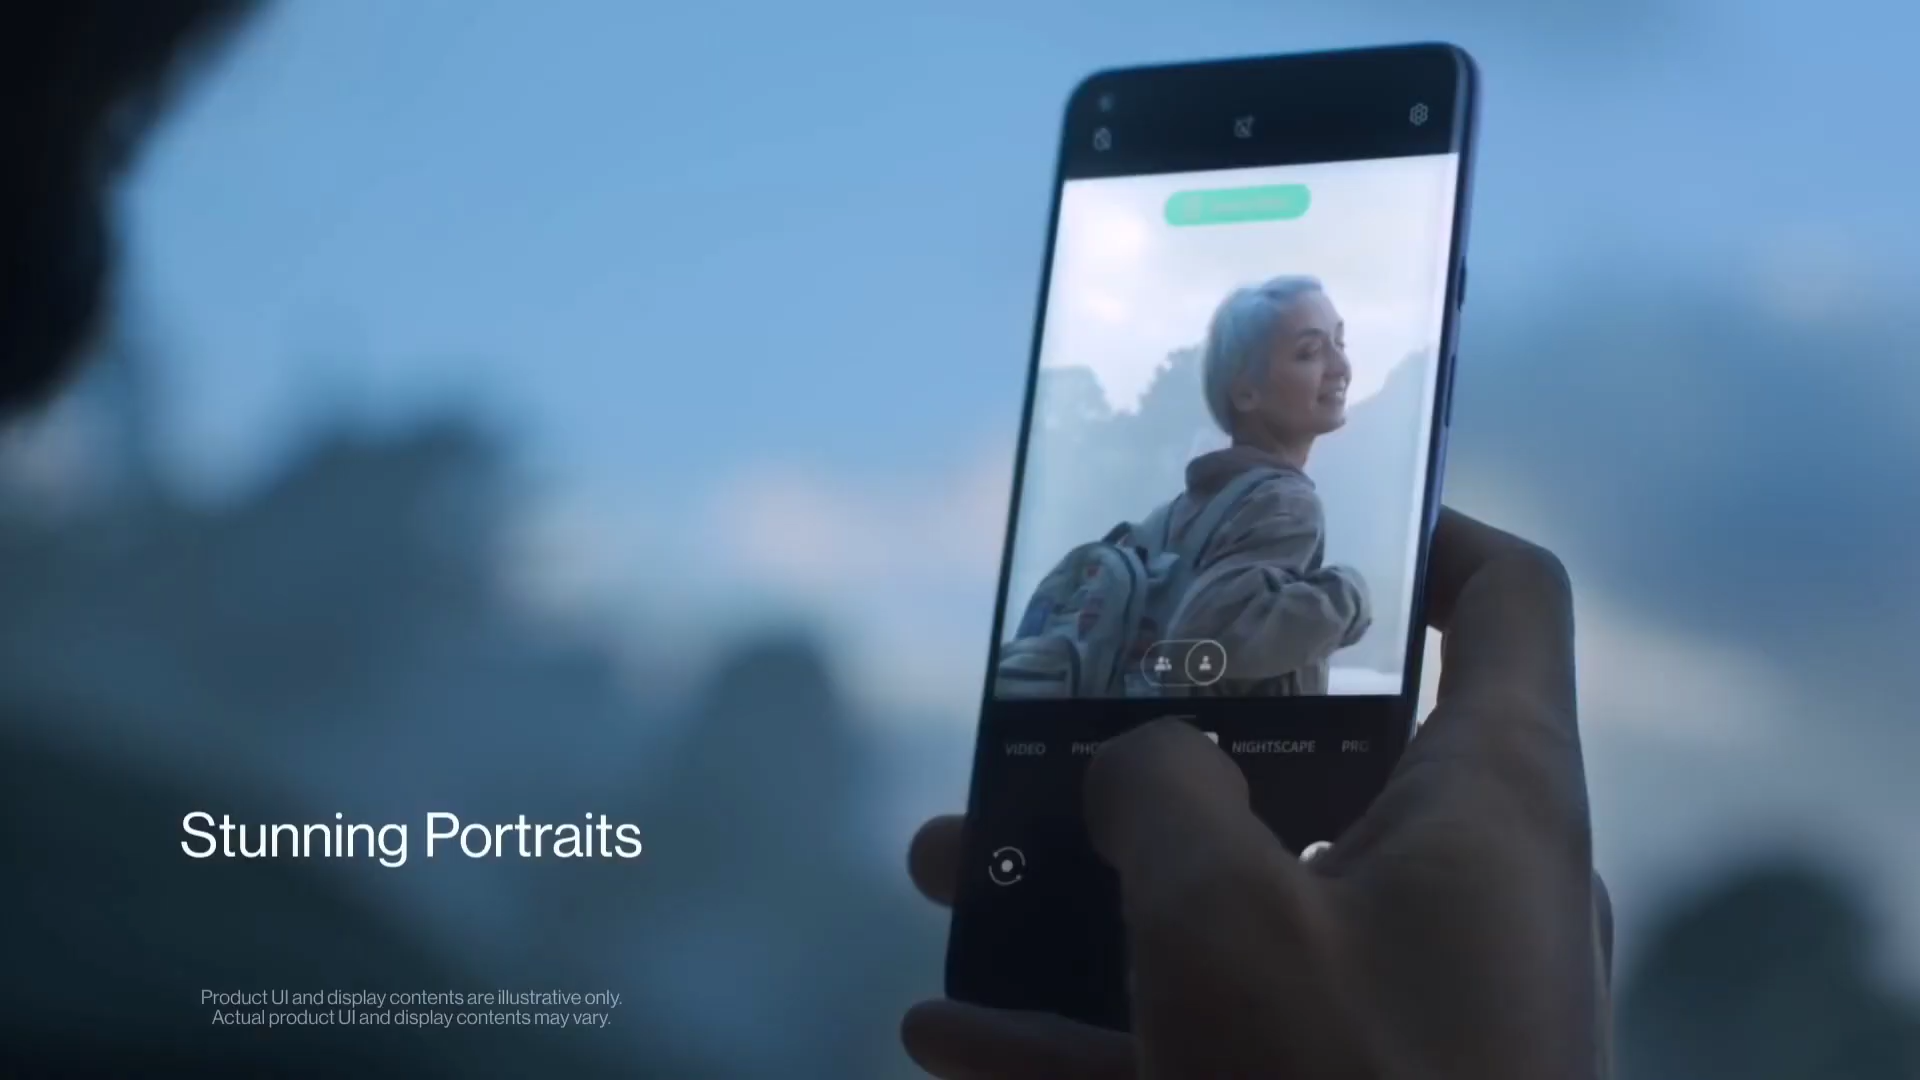 VIDEO
NIGHTSCAPE
PRO
Stunning Portraits
Product UI and display contents are illustrative only.
Actual product UI and display contents may vary.